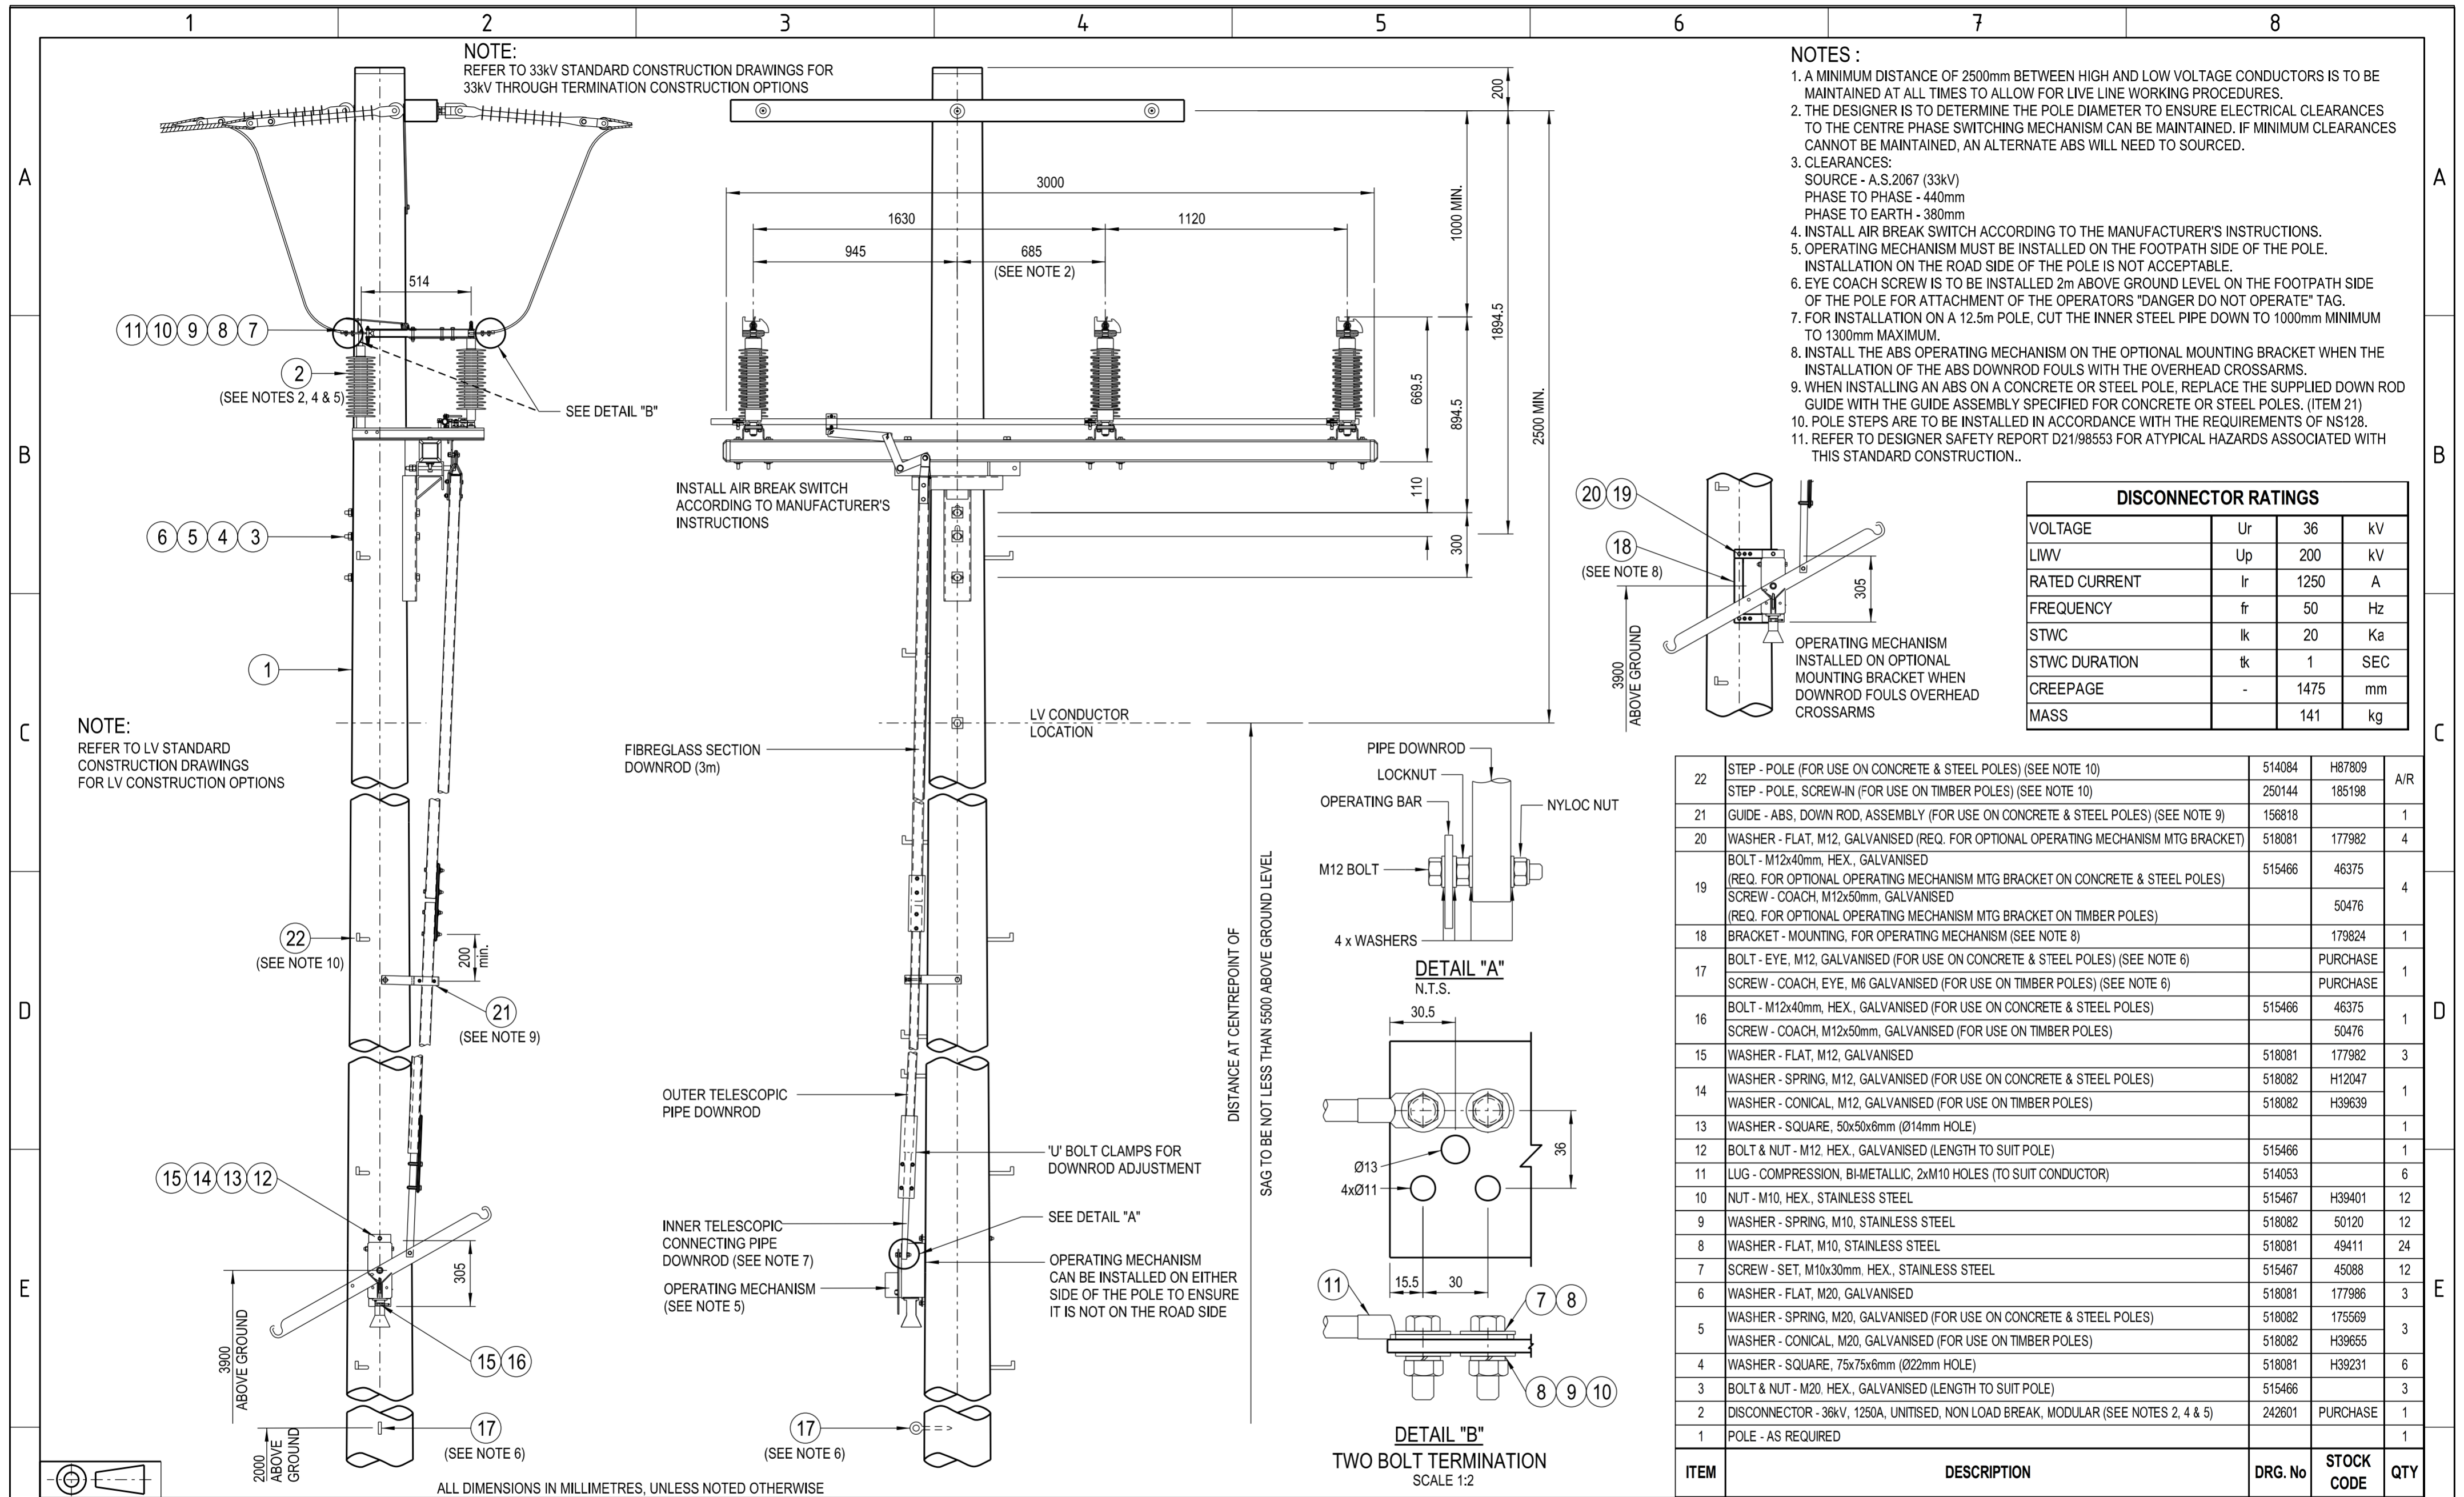 1 2 3 4 5 6 7 8
A
B
C
D
E
A
B
C
D
E
NOTE:
REFER TO 33kV STANDARD CONSTRUCTION DRAWINGS FOR
33kV THROUGH TERMINATION CONSTRUCTION OPTIONS
514
11 10 9 8 7
2
(SEE NOTES 2, 4 & 5)
SEE DETAIL "B"
6 5 4 3
1
NOTE:
REFER TO LV STANDARD
CONSTRUCTION DRAWINGS
FOR LV CONSTRUCTION OPTIONS
22
(SEE NOTE 10)
200
min.
21
(SEE NOTE 9)
15 14 13 12
305
3900
ABOVE GROUND
15 16
2000
ABOVE
GROUND
17
(SEE NOTE 6)
ALL DIMENSIONS IN MILLIMETRES, UNLESS NOTED OTHERWISE
200
3000
1630
1120
945
685
(SEE NOTE 2)
1000 MIN.
1894.5
2500 MIN.
669.5
894.5
110
300
INSTALL AIR BREAK SWITCH
ACCORDING TO MANUFACTURER'S
INSTRUCTIONS
LV CONDUCTOR
LOCATION
FIBREGLASS SECTION
DOWNROD (3m)
DISTANCE AT CENTREPOINT OF
SAG TO BE NOT LESS THAN 5500 ABOVE GROUND LEVEL
OUTER TELESCOPIC
PIPE DOWNROD
'U' BOLT CLAMPS FOR
DOWNROD ADJUSTMENT
INNER TELESCOPIC
CONNECTING PIPE
DOWNROD (SEE NOTE 7)
SEE DETAIL "A"
OPERATING MECHANISM
(SEE NOTE 5)
OPERATING MECHANISM
CAN BE INSTALLED ON EITHER
SIDE OF THE POLE TO ENSURE
IT IS NOT ON THE ROAD SIDE
17
(SEE NOTE 6)
PIPE DOWNROD
LOCKNUT
OPERATING BAR
NYLOC NUT
M12 BOLT
4 x WASHERS
DETAIL "A"
N.T.S.
30.5
36
Ø13
4xØ11
15.5 30
11
7 8
8 9 10
DETAIL "B"
TWO BOLT TERMINATION
SCALE 1:2
NOTES :
1. A MINIMUM DISTANCE OF 2500mm BETWEEN HIGH AND LOW VOLTAGE CONDUCTORS IS TO BE
MAINTAINED AT ALL TIMES TO ALLOW FOR LIVE LINE WORKING PROCEDURES.
2. THE DESIGNER IS TO DETERMINE THE POLE DIAMETER TO ENSURE ELECTRICAL CLEARANCES
TO THE CENTRE PHASE SWITCHING MECHANISM CAN BE MAINTAINED. IF MINIMUM CLEARANCES
CANNOT BE MAINTAINED, AN ALTERNATE ABS WILL NEED TO SOURCED.
3. CLEARANCES:
SOURCE - A.S.2067 (33kV)
PHASE TO PHASE - 440mm
PHASE TO EARTH - 380mm
4. INSTALL AIR BREAK SWITCH ACCORDING TO THE MANUFACTURER'S INSTRUCTIONS.
5. OPERATING MECHANISM MUST BE INSTALLED ON THE FOOTPATH SIDE OF THE POLE.
INSTALLATION ON THE ROAD SIDE OF THE POLE IS NOT ACCEPTABLE.
6. EYE COACH SCREW IS TO BE INSTALLED 2m ABOVE GROUND LEVEL ON THE FOOTPATH SIDE
OF THE POLE FOR ATTACHMENT OF THE OPERATORS "DANGER DO NOT OPERATE" TAG.
7. FOR INSTALLATION ON A 12.5m POLE, CUT THE INNER STEEL PIPE DOWN TO 1000mm MINIMUM
TO 1300mm MAXIMUM.
8. INSTALL THE ABS OPERATING MECHANISM ON THE OPTIONAL MOUNTING BRACKET WHEN THE
INSTALLATION OF THE ABS DOWNROD FOULS WITH THE OVERHEAD CROSSARMS.
9. WHEN INSTALLING AN ABS ON A CONCRETE OR STEEL POLE, REPLACE THE SUPPLIED DOWN ROD
GUIDE WITH THE GUIDE ASSEMBLY SPECIFIED FOR CONCRETE OR STEEL POLES. (ITEM 21)
10. POLE STEPS ARE TO BE INSTALLED IN ACCORDANCE WITH THE REQUIREMENTS OF NS128.
11. REFER TO DESIGNER SAFETY REPORT D21/98553 FOR ATYPICAL HAZARDS ASSOCIATED WITH
THIS STANDARD CONSTRUCTION..
20 19
18
(SEE NOTE 8)
305
3900
ABOVE GROUND
OPERATING MECHANISM
INSTALLED ON OPTIONAL
MOUNTING BRACKET WHEN
DOWNROD FOULS OVERHEAD
CROSSARMS
DISCONNECTOR RATINGS
VOLTAGE Ur 36 kV
LIWV Up 200 kV
RATED CURRENT Ir 1250 A
FREQUENCY fr 50 Hz
STWC Ik 20 Ka
STWC DURATION tk 1 SEC
CREEPAGE - 1475 mm
MASS 141 kg
22 STEP - POLE (FOR USE ON CONCRETE & STEEL POLES) (SEE NOTE 10) 514084 H87809 A/R
STEP - POLE, SCREW-IN (FOR USE ON TIMBER POLES) (SEE NOTE 10) 250144 185198
21 GUIDE - ABS, DOWN ROD, ASSEMBLY (FOR USE ON CONCRETE & STEEL POLES) (SEE NOTE 9) 156818 1
20 WASHER - FLAT, M12, GALVANISED (REQ. FOR OPTIONAL OPERATING MECHANISM MTG BRACKET) 518081 177982 4
19 BOLT - M12x40mm, HEX., GALVANISED
(REQ. FOR OPTIONAL OPERATING MECHANISM MTG BRACKET ON CONCRETE & STEEL POLES) 515466 46375 4
SCREW - COACH, M12x50mm, GALVANISED
(REQ. FOR OPTIONAL OPERATING MECHANISM MTG BRACKET ON TIMBER POLES) 50476
18 BRACKET - MOUNTING, FOR OPERATING MECHANISM (SEE NOTE 8) 179824 1
17 BOLT - EYE, M12, GALVANISED (FOR USE ON CONCRETE & STEEL POLES) (SEE NOTE 6) PURCHASE 1
SCREW - COACH, EYE, M6 GALVANISED (FOR USE ON TIMBER POLES) (SEE NOTE 6) PURCHASE
16 BOLT - M12x40mm, HEX., GALVANISED (FOR USE ON CONCRETE & STEEL POLES) 515466 46375 1
SCREW - COACH, M12x50mm, GALVANISED (FOR USE ON TIMBER POLES) 50476
15 WASHER - FLAT, M12, GALVANISED 518081 177982 3
14 WASHER - SPRING, M12, GALVANISED (FOR USE ON CONCRETE & STEEL POLES) 518082 H12047 1
WASHER - CONICAL, M12, GALVANISED (FOR USE ON TIMBER POLES) 518082 H39639
13 WASHER - SQUARE, 50x50x6mm (Ø14mm HOLE) 1
12 BOLT & NUT - M12, HEX., GALVANISED (LENGTH TO SUIT POLE) 515466 1
11 LUG - COMPRESSION, BI-METALLIC, 2xM10 HOLES (TO SUIT CONDUCTOR) 514053 6
10 NUT - M10, HEX., STAINLESS STEEL 515467 H39401 12
9 WASHER - SPRING, M10, STAINLESS STEEL 518082 50120 12
8 WASHER - FLAT, M10, STAINLESS STEEL 518081 49411 24
7 SCREW - SET, M10x30mm. HEX., STAINLESS STEEL 515467 45088 12
6 WASHER - FLAT, M20, GALVANISED 518081 177986 3
5 WASHER - SPRING, M20, GALVANISED (FOR USE ON CONCRETE & STEEL POLES) 518082 175569 3
WASHER - CONICAL, M20, GALVANISED (FOR USE ON TIMBER POLES) 518082 H39655
4 WASHER - SQUARE, 75x75x6mm (Ø22mm HOLE) 518081 H39231 6
3 BOLT & NUT - M20, HEX., GALVANISED (LENGTH TO SUIT POLE) 515466 3
2 DISCONNECTOR - 36kV, 1250A, UNITISED, NON LOAD BREAK, MODULAR (SEE NOTES 2, 4 & 5) 242601 PURCHASE 1
1 POLE - AS REQUIRED 1
ITEM DESCRIPTION DRG. No STOCK CODE QTY